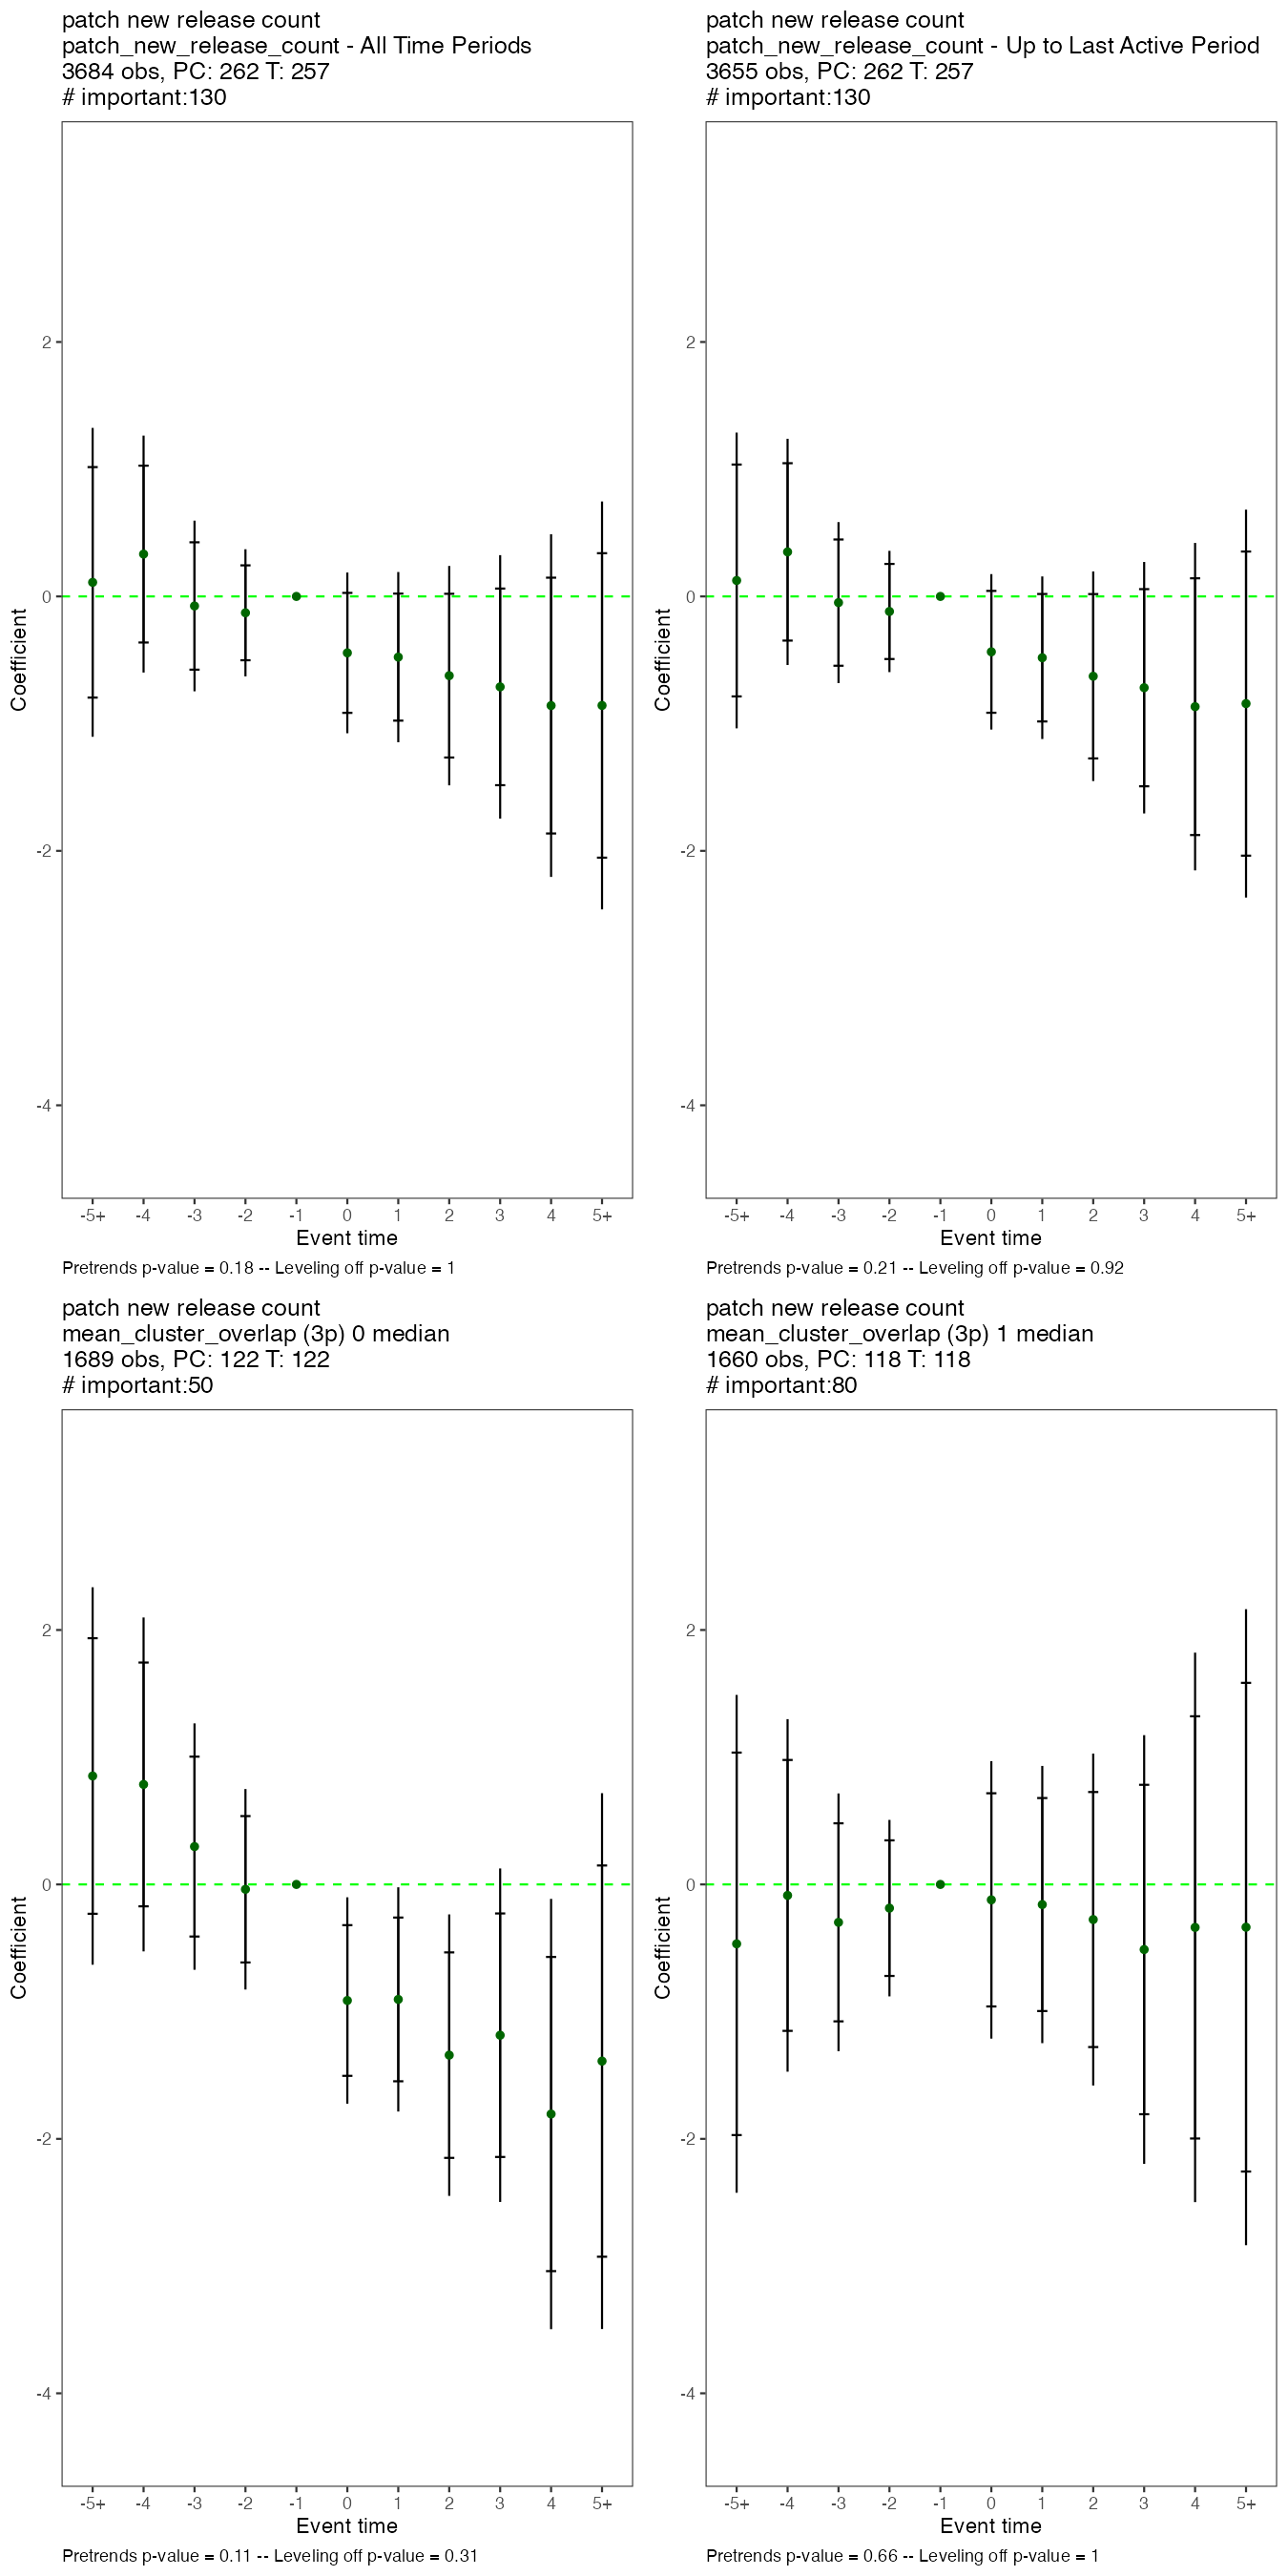 patch new release count
patch_new_release_count - All Time Periods
3684 obs, PC: 262 T: 257
# important:130
2
0
-2
-4
Coefficient
-5+ -4 -3 -2 -1 0 1 2 3 4 5+
Event time
Pretrends p-value = 0.18 -- Leveling off p-value = 1
patch new release count
patch_new_release_count - Up to Last Active Period
3655 obs, PC: 262 T: 257
# important:130
2
0
-2
-4
Coefficient
-5+ -4 -3 -2 -1 0 1 2 3 4 5+
Event time
Pretrends p-value = 0.21 -- Leveling off p-value = 0.92
patch new release count
mean_cluster_overlap (3p) 0 median
1689 obs, PC: 122 T: 122
# important:50
2
0
-2
-4
Coefficient
-5+ -4 -3 -2 -1 0 1 2 3 4 5+
Event time
Pretrends p-value = 0.11 -- Leveling off p-value = 0.31
patch new release count
mean_cluster_overlap (3p) 1 median
1660 obs, PC: 118 T: 118
# important:80
2
0
-2
-4
Coefficient
-5+ -4 -3 -2 -1 0 1 2 3 4 5+
Event time
Pretrends p-value = 0.66 -- Leveling off p-value = 1